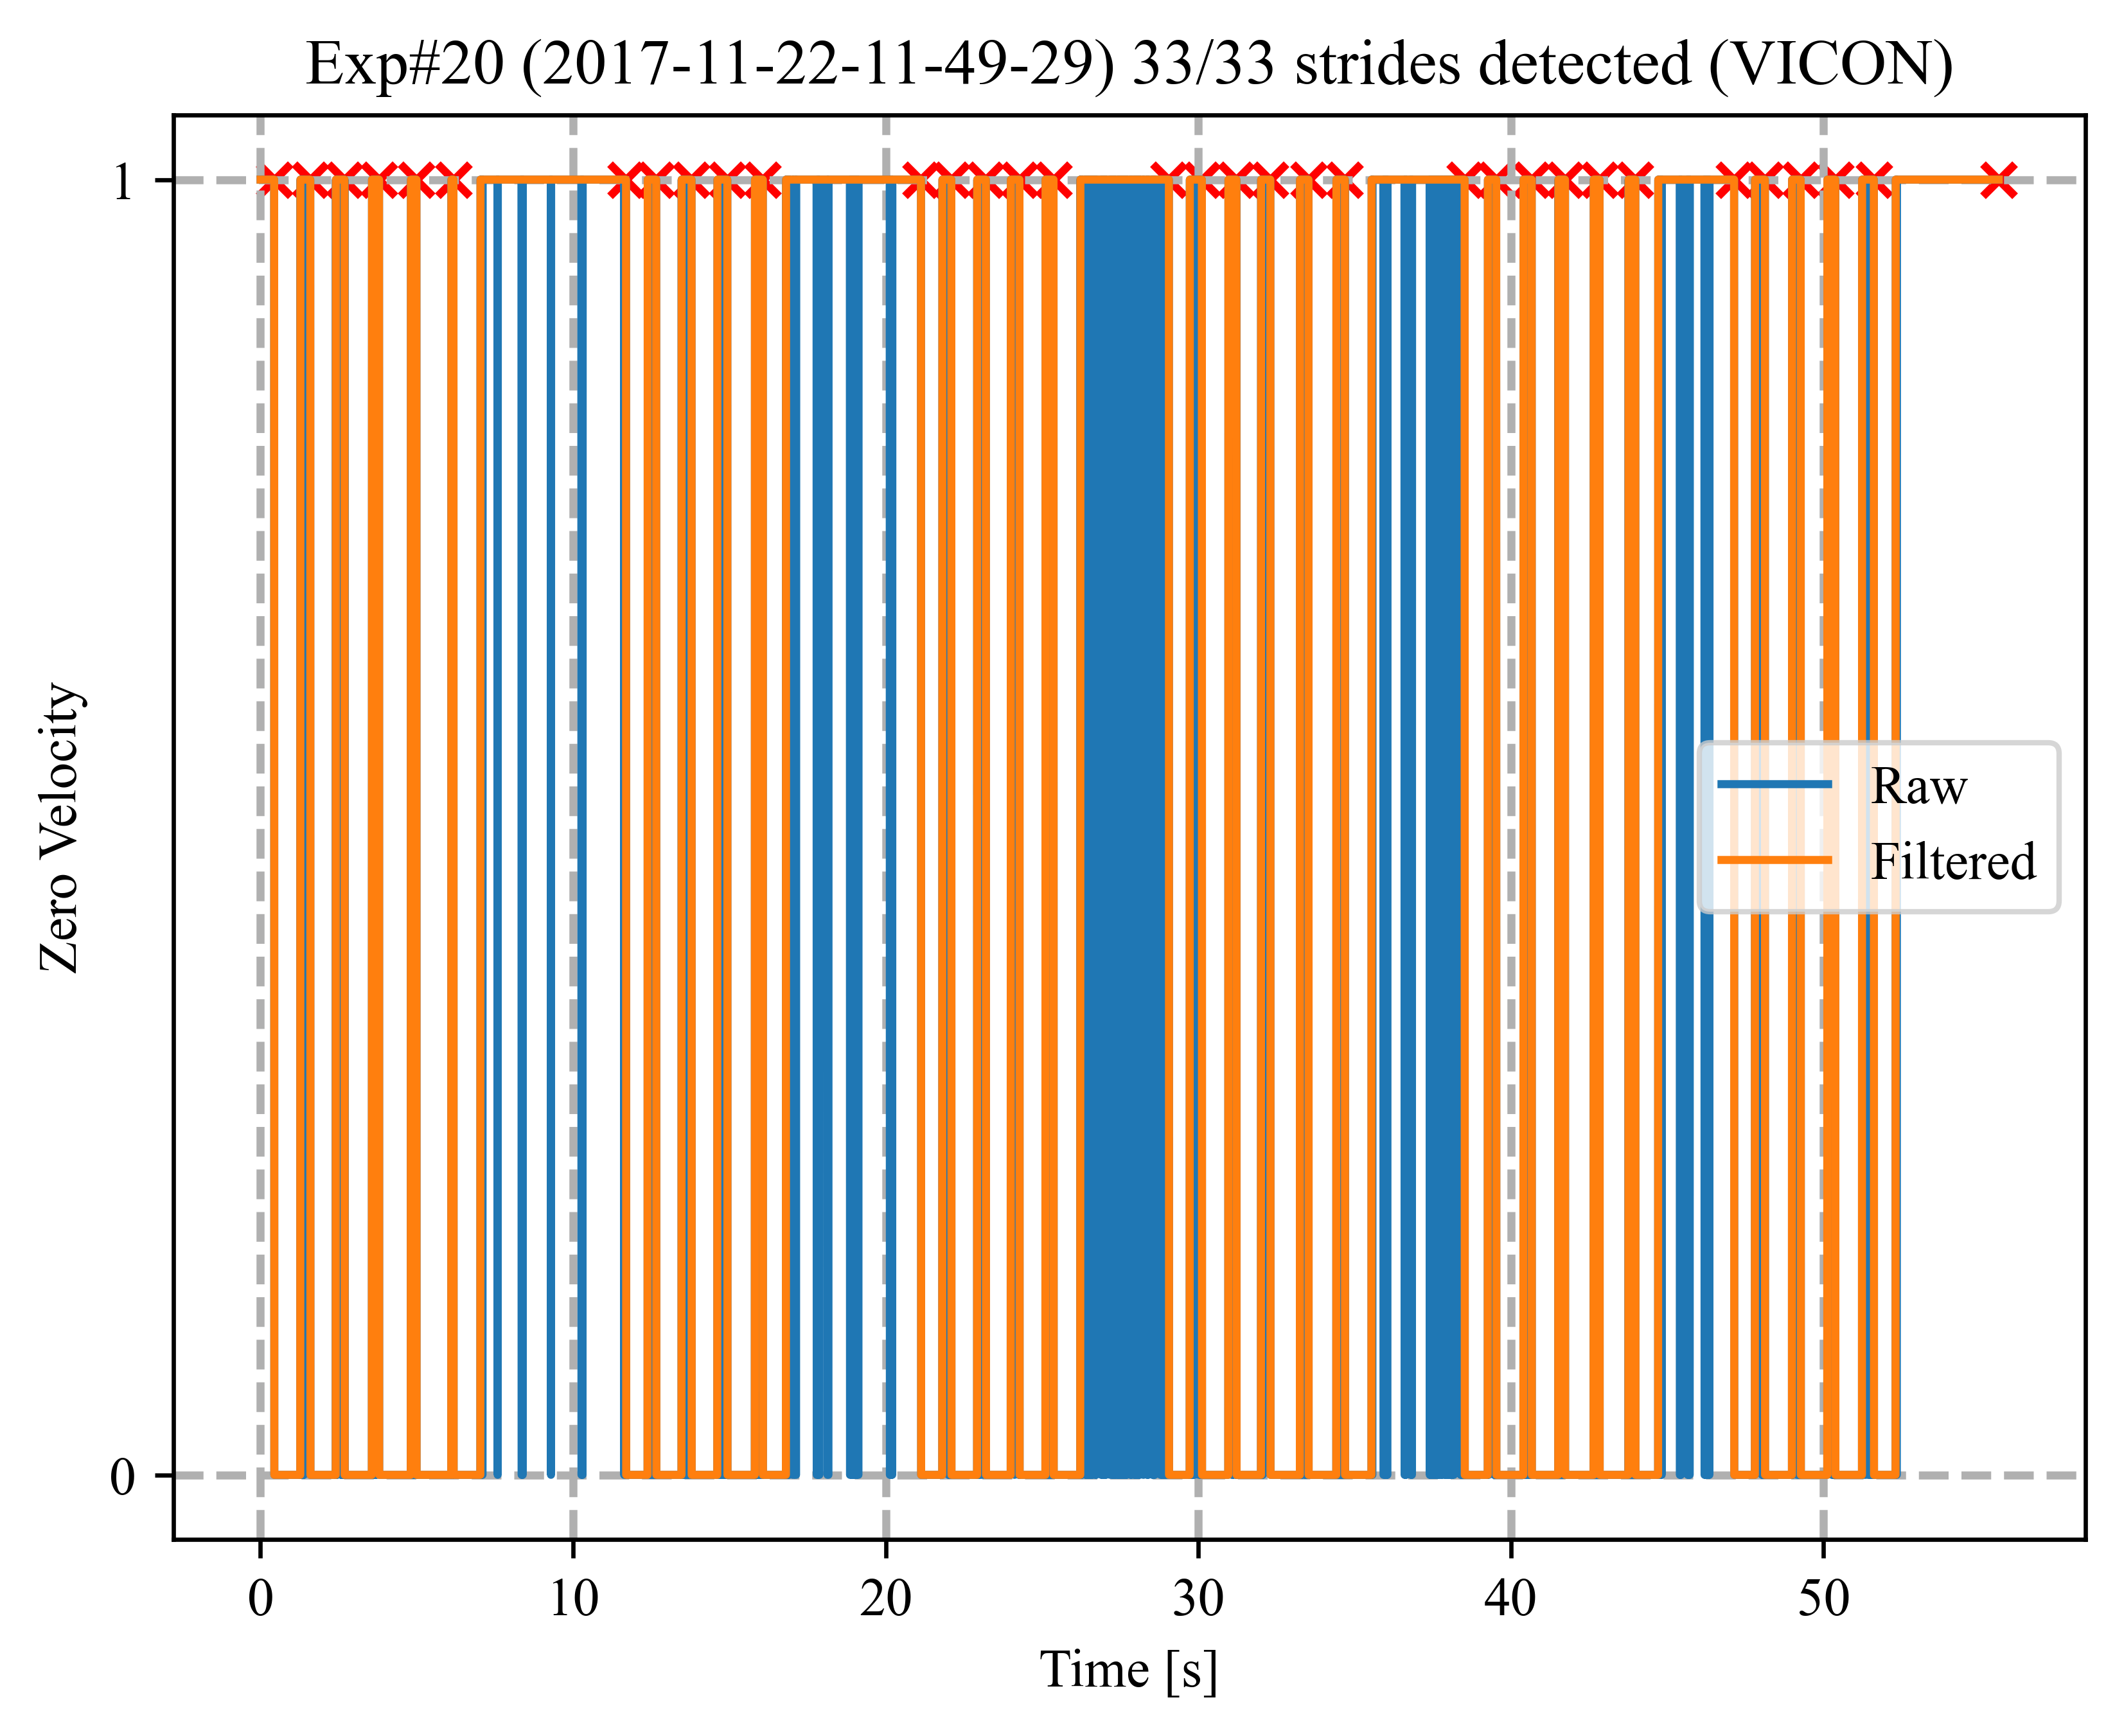 Exp#20 (2017-11-22-11-49-29) 33/33 strides detected (VICON)
1
0
Zero Velocity
Raw
Filtered
0 10 20 30 40 50
Time [s]